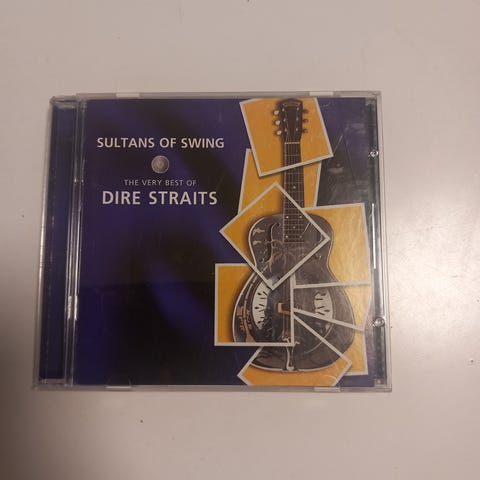 SULTANS OF SWING
THE VERY BEST OF
DIRE STRAITS